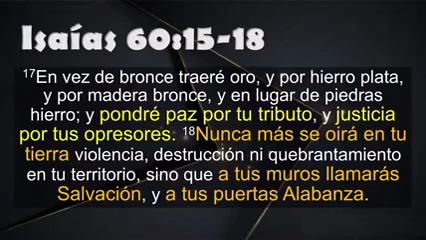 Isaías 60:15-18
¹⁷En vez de bronce traeré oro, y por hierro plata,
y por madera bronce, y en lugar de piedras
hierro; y pondré paz por tu tributo, y justicia
por tus opresores. ¹⁸Nunca más se oirá en tu
tierra violencia, destrucción ni quebrantamiento
en tu territorio, sino que a tus muros llamarás
Salvación, y a tus puertas Alabanza.